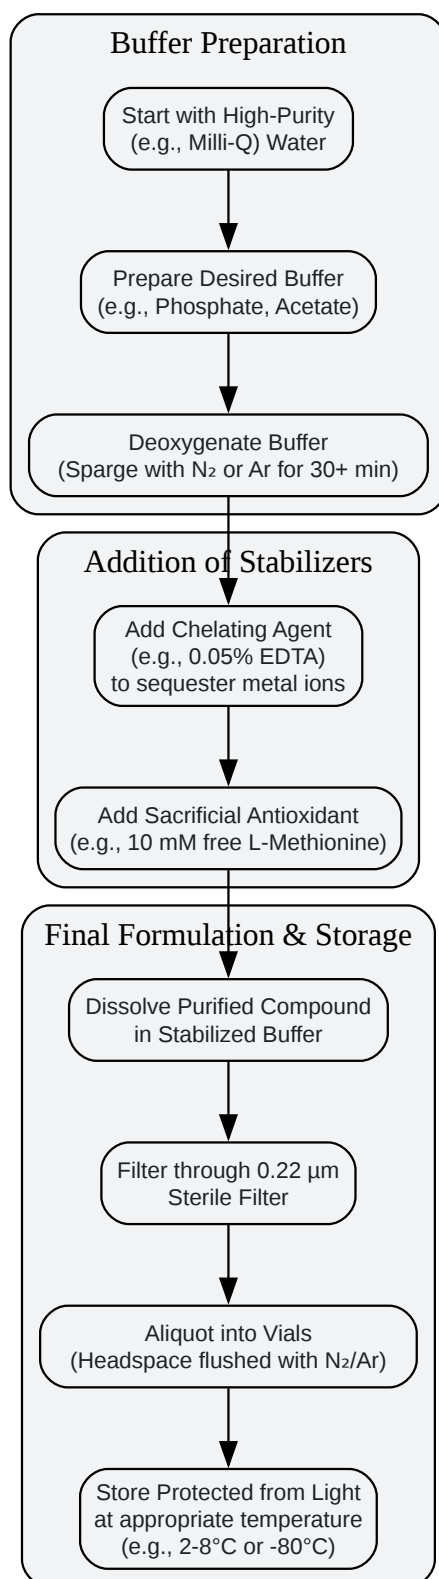 Buffer Preparation
Start with High-Purity
(e.g., Milli-Q) Water
Prepare Desired Buffer
(e.g., Phosphate, Acetate)
Deoxygenate Buffer
(Sparge with N₂ or Ar for 30+ min)
Addition of Stabilizers
Add Chelating Agent
(e.g., 0.05% EDTA)
to sequester metal ions
Add Sacrificial Antioxidant
(e.g., 10 mM free L-Methionine)
Final Formulation & Storage
Dissolve Purified Compound
in Stabilized Buffer
Filter through 0.22 µm
Sterile Filter
Aliquot into Vials
(Headspace flushed with N₂/Ar)
Store Protected from Light
at appropriate temperature
(e.g., 2-8°C or -80°C)